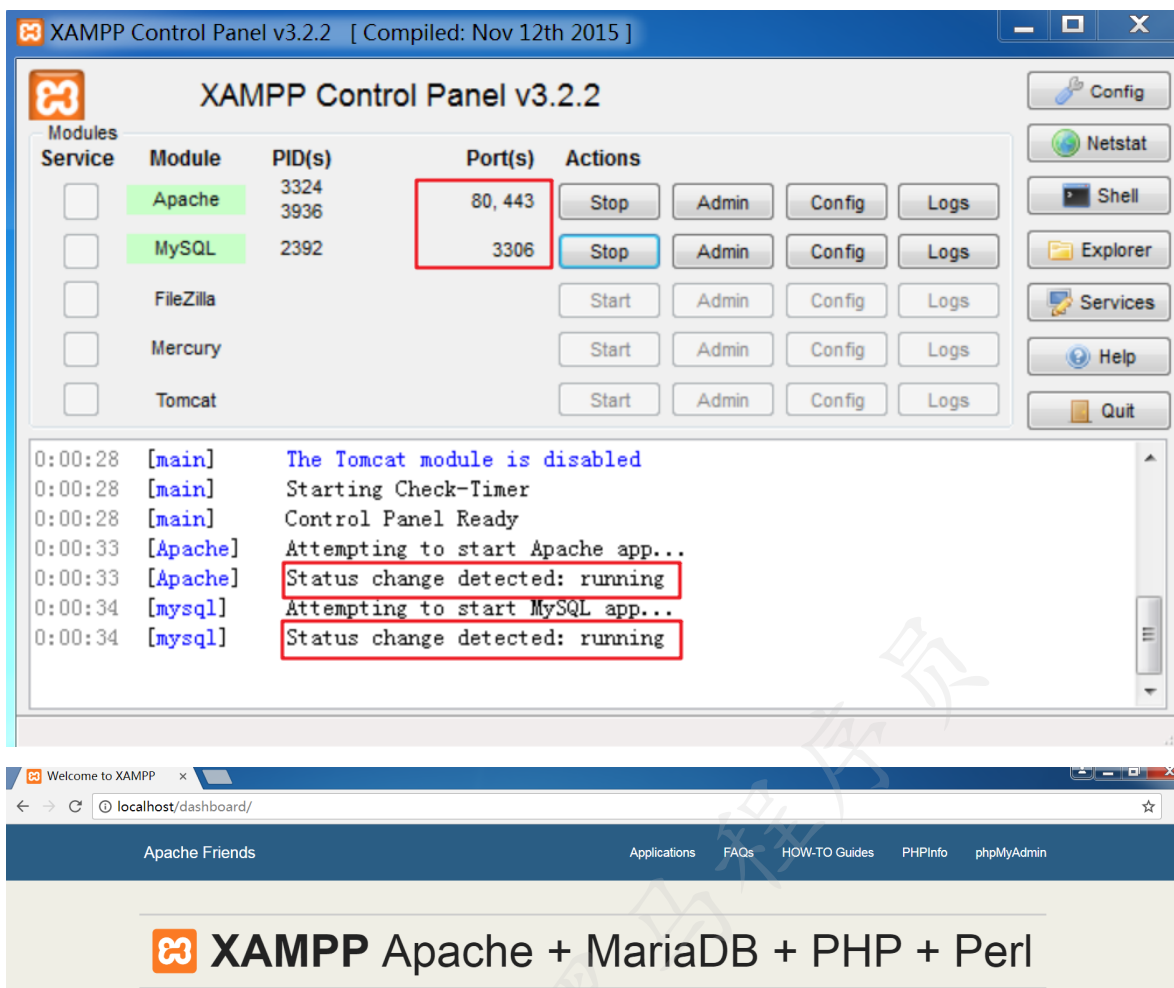 XAMPP Control Panel v3.2.2 [ Compiled: Nov 12th 2015 ]
XAMPP Control Panel v3.2.2
Config
Modules
Service Module PID(s) Port(s) Actions
Netstat
Apache 3324 3936 80, 443 Stop Admin Config Logs
Shell
MySQL 2392 3306 Stop Admin Config Logs
Explorer
FileZilla Start Admin Config Logs
Services
Mercury Start Admin Config Logs
Help
Tomcat Start Admin Config Logs
Quit
0:00:28 [main] The Tomcat module is disabled
0:00:28 [main] Starting Check-Timer
0:00:28 [main] Control Panel Ready
0:00:33 [Apache] Attempting to start Apache app...
0:00:33 [Apache] Status change detected: running
0:00:34 [mysql] Attempting to start MySQL app...
0:00:34 [mysql] Status change detected: running
Welcome to XAMPP
localhost/dashboard/
Apache Friends Applications FAQs HOW-TO Guides PHPInfo phpMyAdmin
XAMPP Apache + MariaDB + PHP + Perl
马程序员